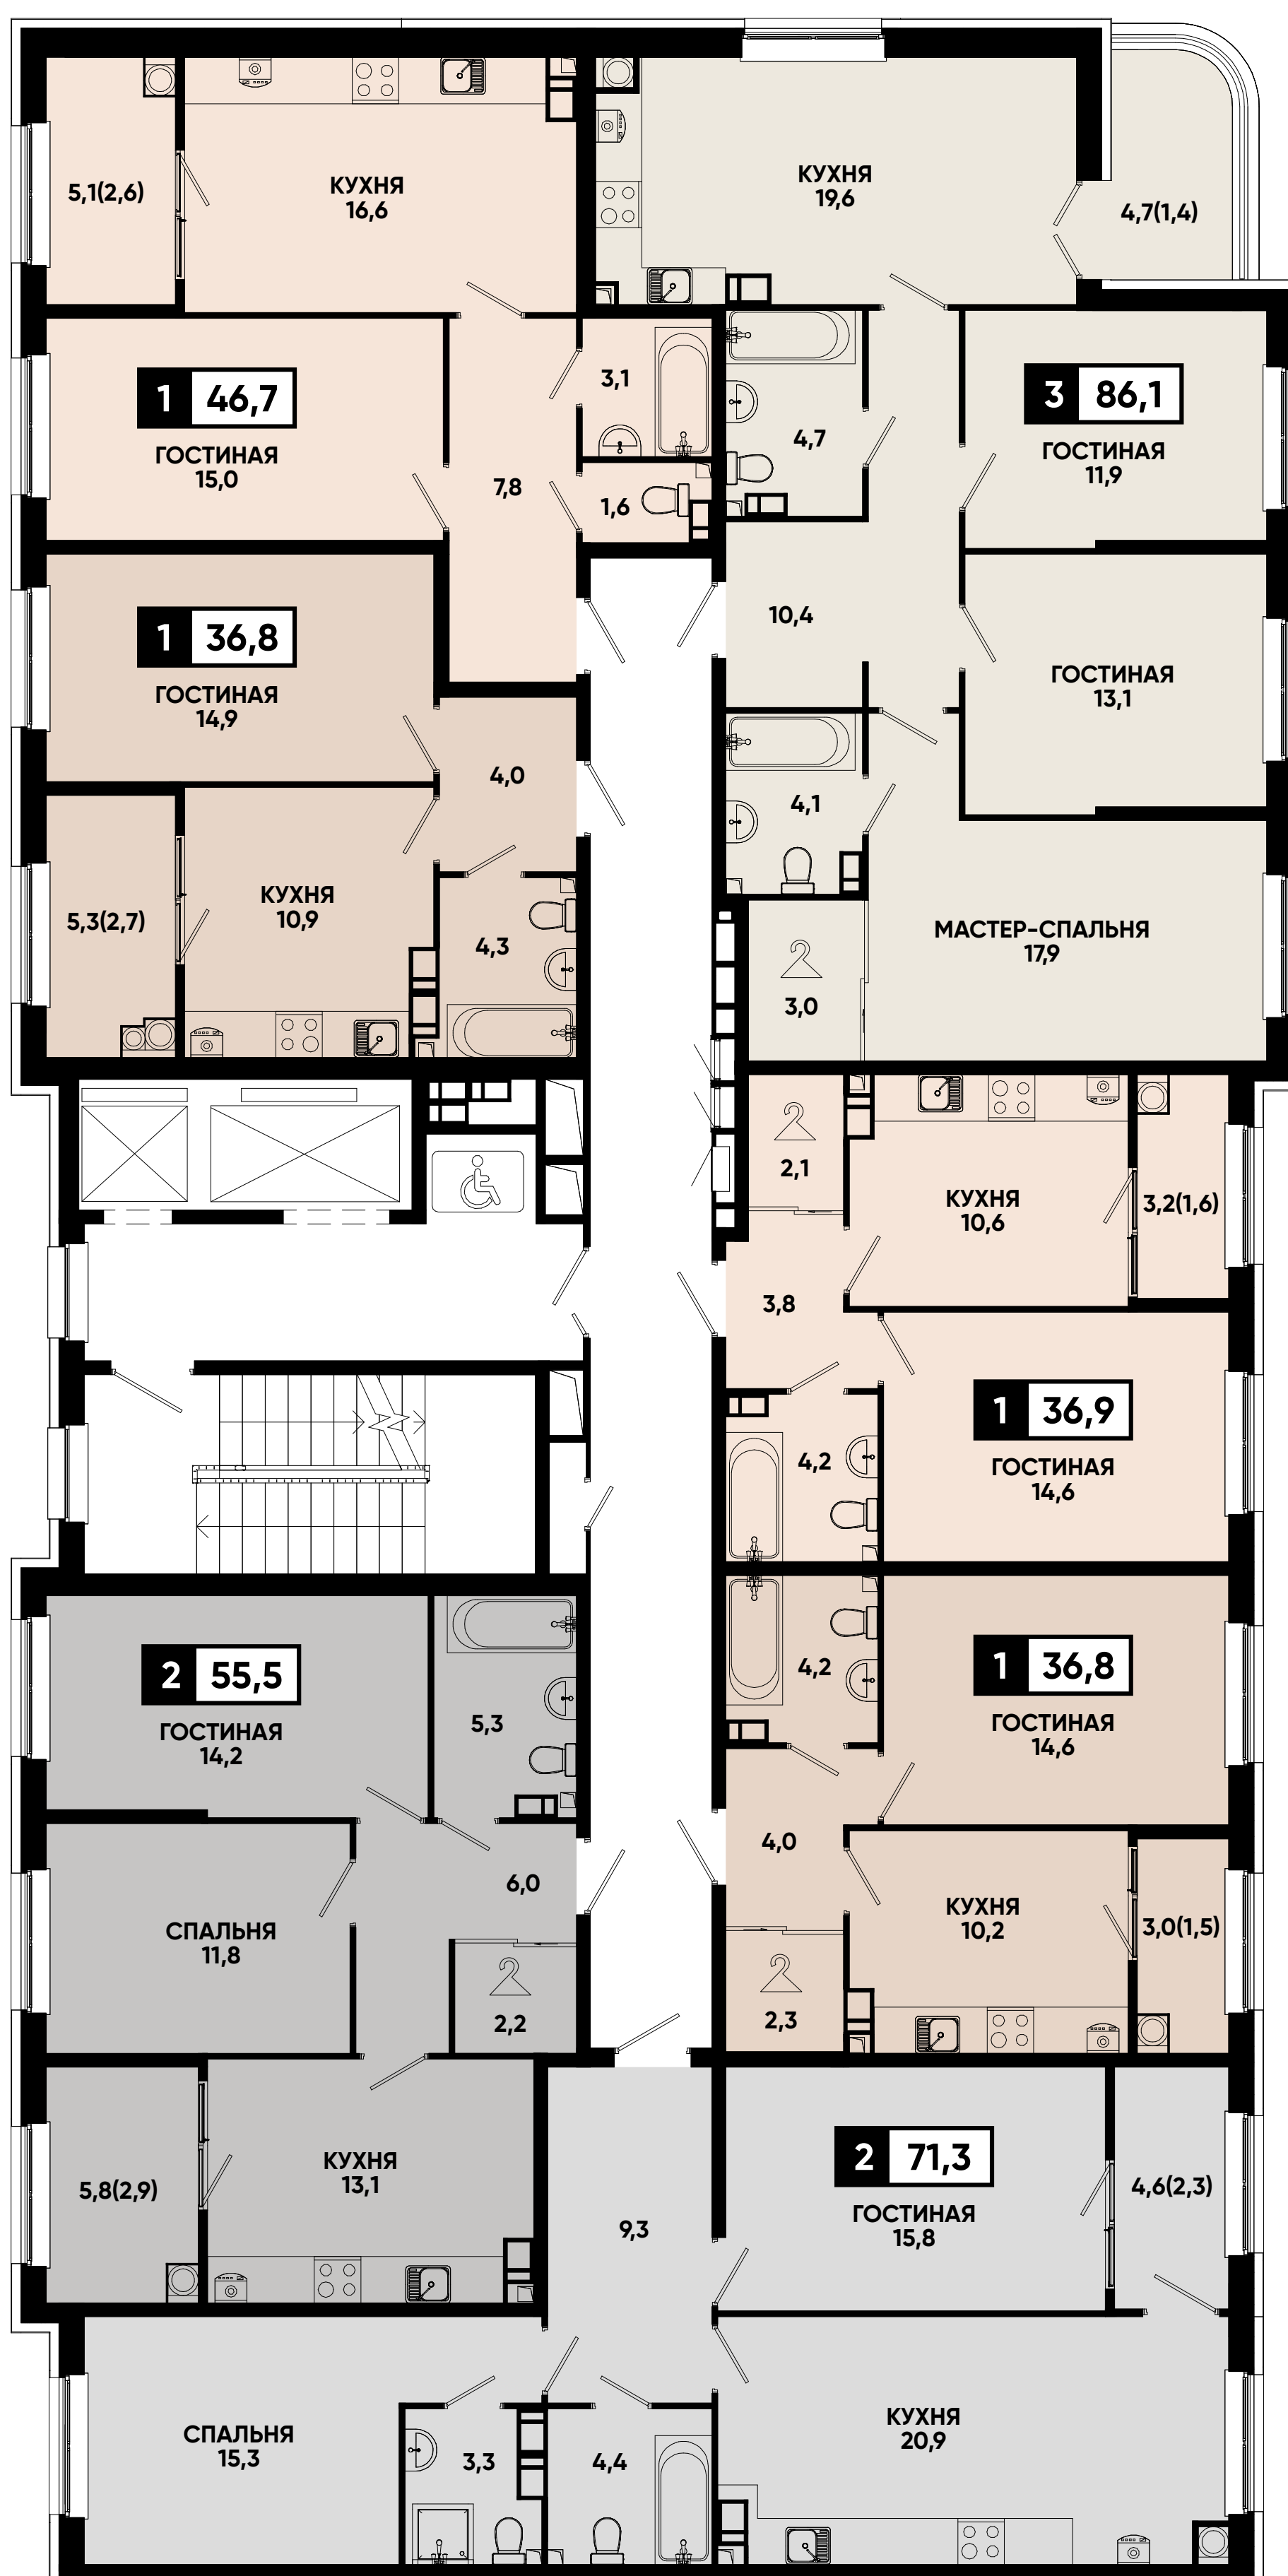 5,1(2,6)
КУХНЯ
16,6
КУХНЯ
19,6
4,7(1,4)
1 46,7
ГОСТИНАЯ
15,0
3,1
7,8
1,6
4,7
3 86,1
ГОСТИНАЯ
11,9
1 36,8
ГОСТИНАЯ
14,9
10,4
ГОСТИНАЯ
13,1
4,0
4,1
5,3(2,7)
КУХНЯ
10,9
4,3
МАСТЕР-СПАЛЬНЯ
17,9
3,0
2,1
КУХНЯ
10,6
3,2(1,6)
3,8
1 36,9
ГОСТИНАЯ
14,6
4,2
2 55,5
ГОСТИНАЯ
14,2
5,3
4,2
1 36,8
ГОСТИНАЯ
14,6
4,0
6,0
СПАЛЬНЯ
11,8
2,2
КУХНЯ
10,2
3,0(1,5)
2,3
5,8(2,9)
КУХНЯ
13,1
9,3
2 71,3
ГОСТИНАЯ
15,8
4,6(2,3)
СПАЛЬНЯ
15,3
3,3
4,4
КУХНЯ
20,9